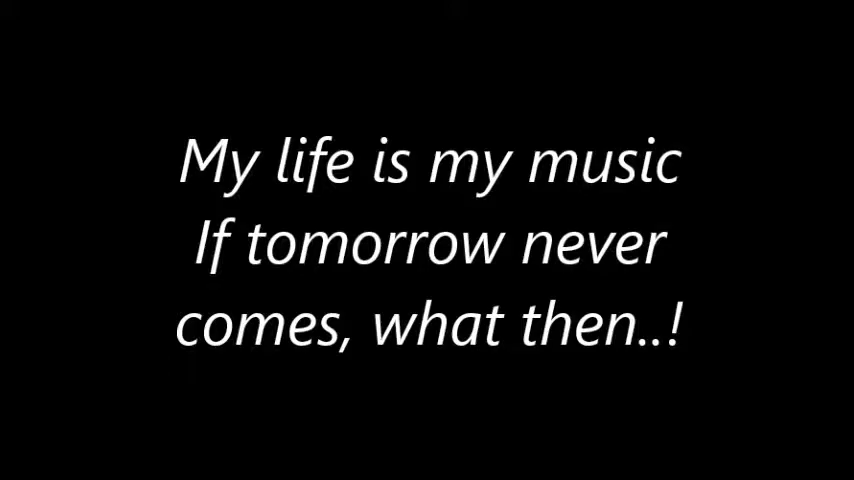 My life is my music
If tomorrow never
comes, what then..!